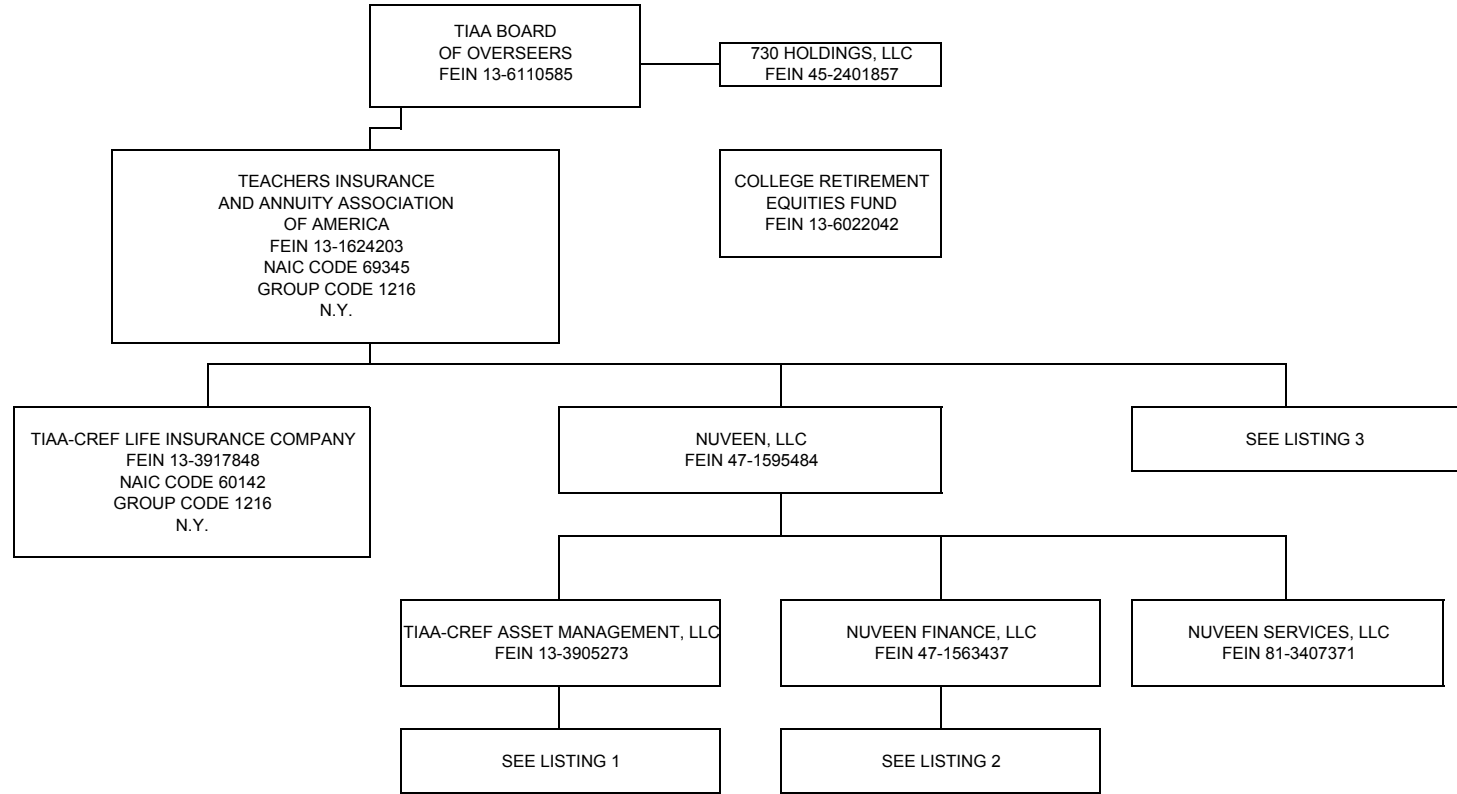 TIAA BOARD
OF OVERSEERS
FEIN 13-6110585
730 HOLDINGS, LLC
FEIN 45-2401857
TEACHERS INSURANCE
AND ANNUITY ASSOCIATION
OF AMERICA
FEIN 13-1624203
NAIC CODE 69345
GROUP CODE 1216
N.Y.
COLLEGE RETIREMENT
EQUITIES FUND
FEIN 13-6022042
TIAA-CREF LIFE INSURANCE COMPANY
FEIN 13-3917848
NAIC CODE 60142
GROUP CODE 1216
N.Y.
NUVEEN, LLC
FEIN 47-1595484
SEE LISTING 3
TIAA-CREF ASSET MANAGEMENT, LLC
FEIN 13-3905273
NUVEEN FINANCE, LLC
FEIN 47-1563437
NUVEEN SERVICES, LLC
FEIN 81-3407371
SEE LISTING 1
SEE LISTING 2